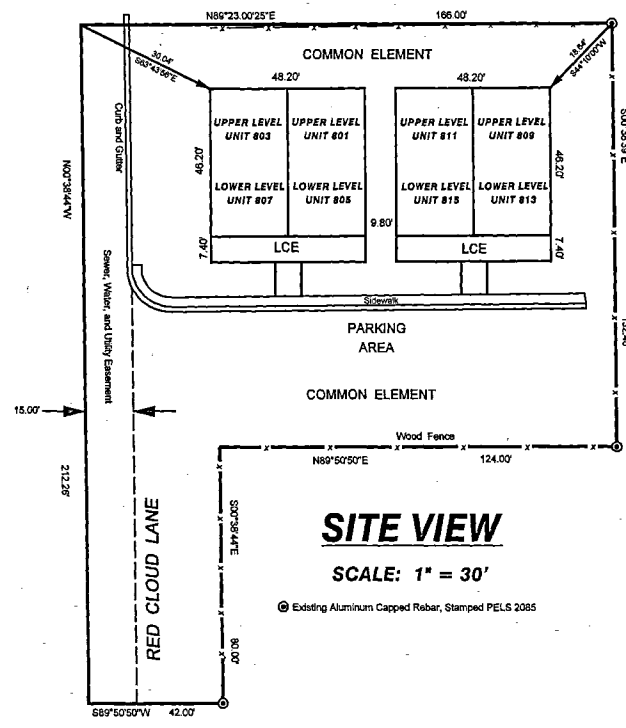 N89°23.00'25"E 166.00'
COMMON ELEMENT
30.04'
S63°43'56"E
18.64'
S44°10'00"W
48.20'
48.20'
UPPER LEVEL
UNIT 803
UPPER LEVEL
UNIT 801
UPPER LEVEL
UNIT 811
UPPER LEVEL
UNIT 809
LOWER LEVEL
UNIT 807
LOWER LEVEL
UNIT 805
LOWER LEVEL
UNIT 815
LOWER LEVEL
UNIT 813
46.20'
46.20'
9.80'
LCE
LCE
7.40'
7.40'
Curb and Gutter
N00°38'44"W
Sewer, Water, and Utility Easement
Sidewalk
PARKING
AREA
COMMON ELEMENT
15.00'
Wood Fence
N89°50'50"E 124.00'
212.26'
S00°38'44"E
80.00'
RED CLOUD LANE
SITE VIEW
SCALE: 1" = 30'
Existing Aluminum Capped Rebar, Stamped PELS 2085
S89°50'50"W 42.00'